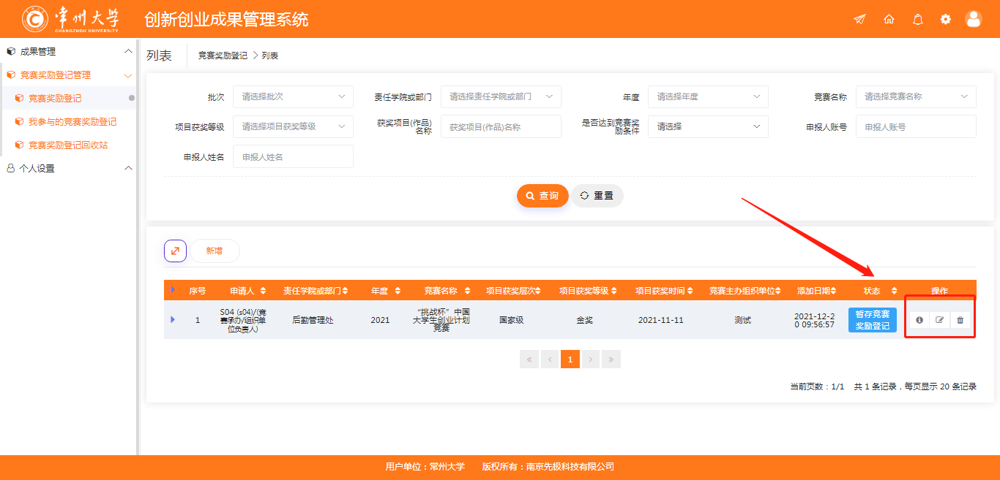 常州大学
CHANGZHOU UNIVERSITY
创新创业成果管理系统
成果管理
竞赛奖励登记管理
竞赛奖励登记
我参与的竞赛奖励登记
竞赛奖励登记回收站
个人设置
列表
竞赛奖励登记 > 列表
批次 请选择批次
责任学院或部门 请选择责任学院或部门
年度 请选择年度
竞赛名称 请选择竞赛名称
项目获奖等级 请选择项目获奖等级
获奖项目(作品)
名称
获奖项目(作品)名称
是否达到竞赛奖
励条件
请选择
申报人账号 申报人账号
申报人姓名 申报人姓名
查询 重置
新增
序号 申请人 责任学院或部门 年度 竞赛名称 项目获奖层次 项目获奖等级 项目获奖时间 竞赛主办组织单位 添加日期 状态 操作
1
S04 (s04)/(竞
赛承办/组织单
位负责人)
后勤管理处
2021
“挑战杯”中国
大学生创业计划
竞赛
国家级
金奖
2021-11-11
测试
2021-12-2
0 09:56:57
暂存竞赛
奖励登记
« ‹ 1 › »
当前页数：1/1 共 1 条记录，每页显示 20 条记录
用户单位：常州大学 版权所有：南京先极科技有限公司